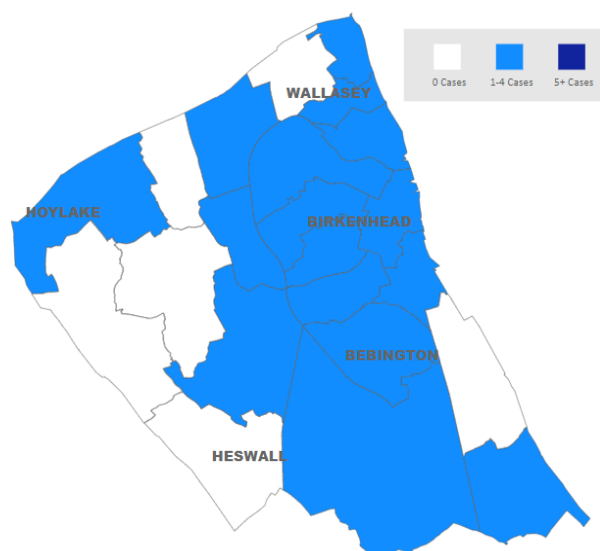 0 Cases 1-4 Cases 5+ Cases
WALLASEY
HOYLAKE
BIRKENHEAD
BEBINGTON
HESWALL